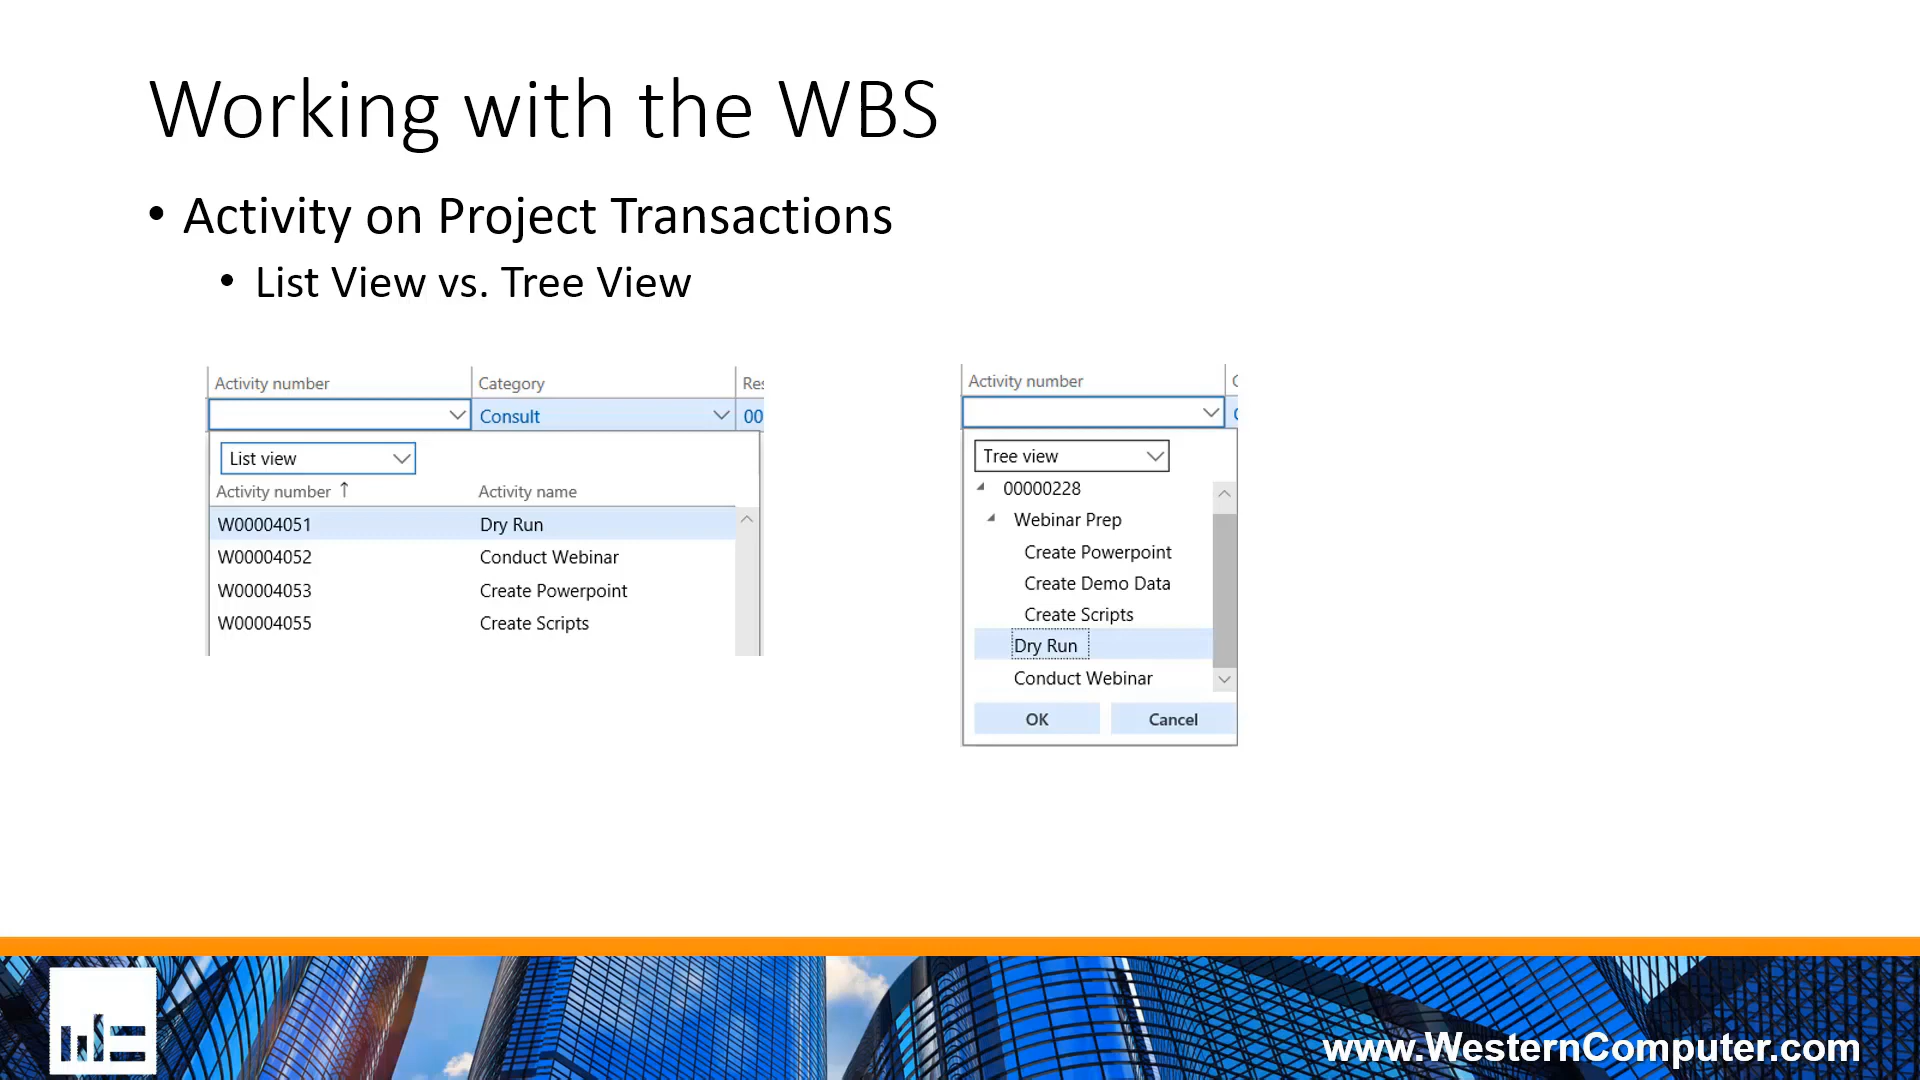 Working with the WBS
• Activity on Project Transactions
• List View vs. Tree View
Activity number Category Res
Consult 00
List view
Activity number ↑ Activity name
W00004051 Dry Run
W00004052 Conduct Webinar
W00004053 Create Powerpoint
W00004055 Create Scripts
Activity number
Tree view
00000228
Webinar Prep
Create Powerpoint
Create Demo Data
Create Scripts
Dry Run
Conduct Webinar
OK Cancel
www.WesternComputer.com